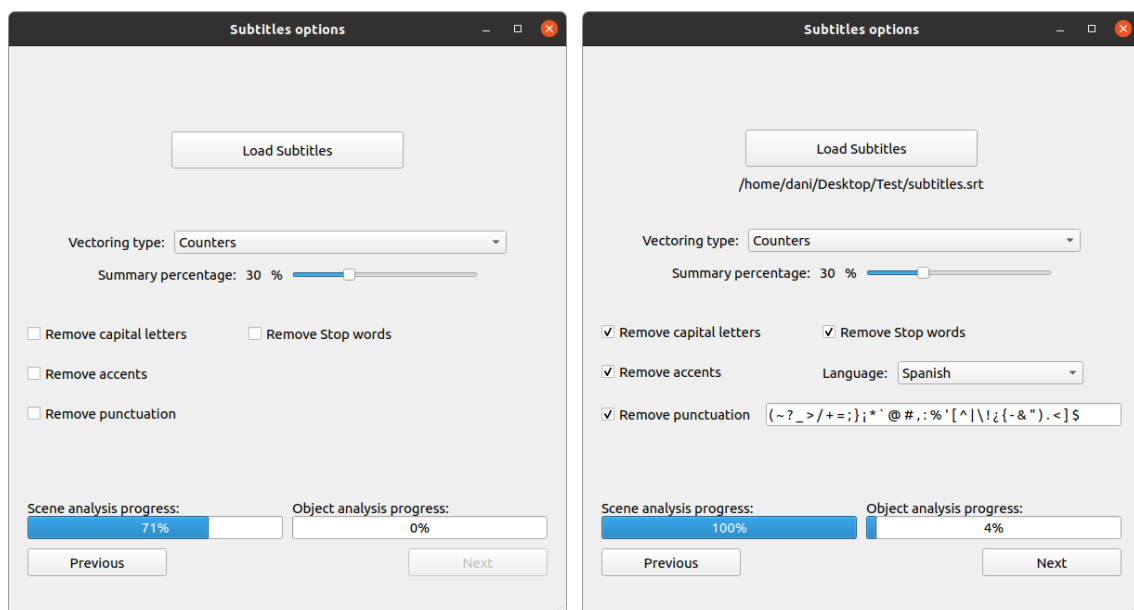 Subtitles options
Load Subtitles
Vectoring type: Counters
Summary percentage: 30 %
Remove capital letters Remove Stop words
Remove accents
Remove punctuation
Scene analysis progress: Object analysis progress:
71% 0%
Previous Next
Subtitles options
Load Subtitles
/home/dani/Desktop/Test/subtitles.srt
Vectoring type: Counters
Summary percentage: 30 %
Remove capital letters Remove Stop words
Remove accents Language: Spanish
Remove punctuation (~?_>/+=;}¡*`@#,:%'[^|\!¿{-&").<]$
Scene analysis progress: Object analysis progress:
100% 4%
Previous Next